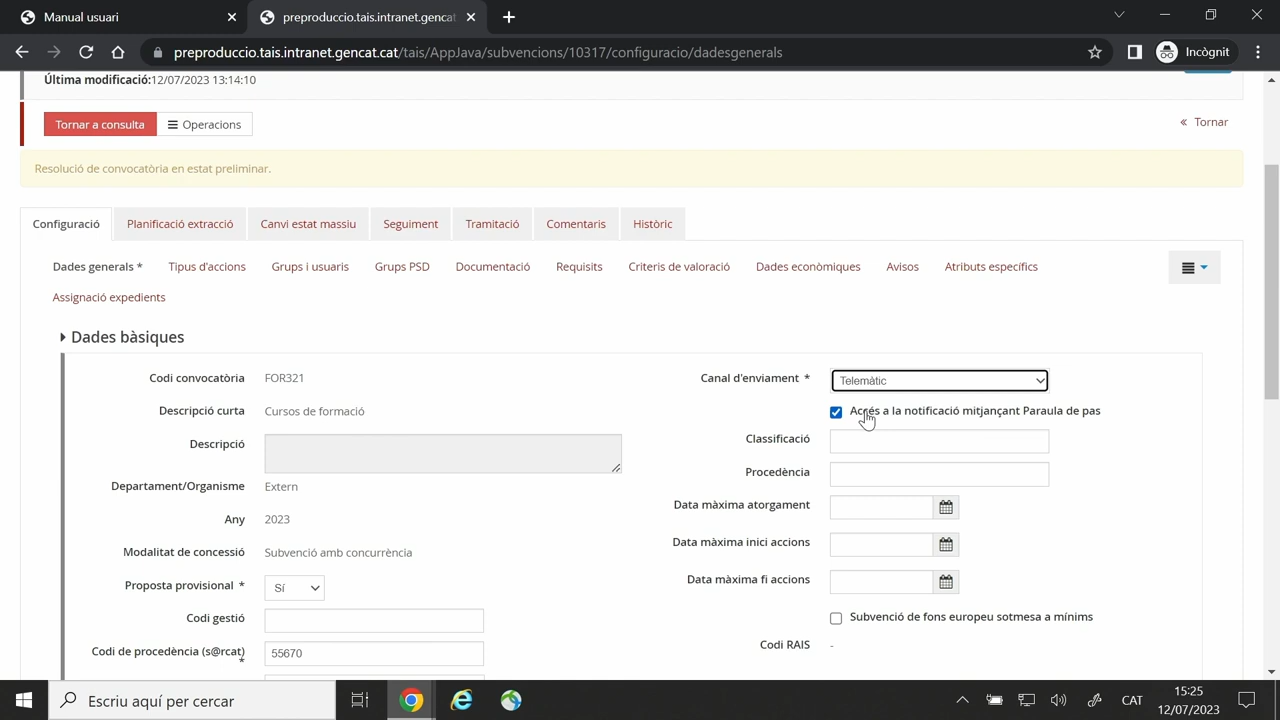 Manual usuari
preproduccio.tais.intranet.gencat
preproduccio.tais.intranet.gencat.cat/tais/AppJava/subvencions/10317/configuracio/dadesgenerals
Incògnit
Última modificació:12/07/2023 13:14:10
Tornar a consulta
Operacions
« Tornar
Resolució de convocatòria en estat preliminar.
Configuració
Planificació extracció
Canvi estat massiu
Seguiment
Tramitació
Comentaris
Històric
Dades generals *
Tipus d'accions
Grups i usuaris
Grups PSD
Documentació
Requisits
Criteris de valoració
Dades econòmiques
Avisos
Atributs específics
Assignació expedients
Dades bàsiques
Codi convocatòria FOR321
Descripció curta Cursos de formació
Descripció
Departament/Organisme Extern
Any 2023
Modalitat de concessió Subvenció amb concurrència
Proposta provisional * Sí
Codi gestió
Codi de procedència (s@rcat) * 55670
Canal d'enviament * Telemàtic
Accés a la notificació mitjançant Paraula de pas
Classificació
Procedència
Data màxima atorgament
Data màxima inici accions
Data màxima fi accions
Subvenció de fons europeu sotmesa a mínims
Codi RAIS -
Escriu aquí per cercar
CAT
15:25
12/07/2023